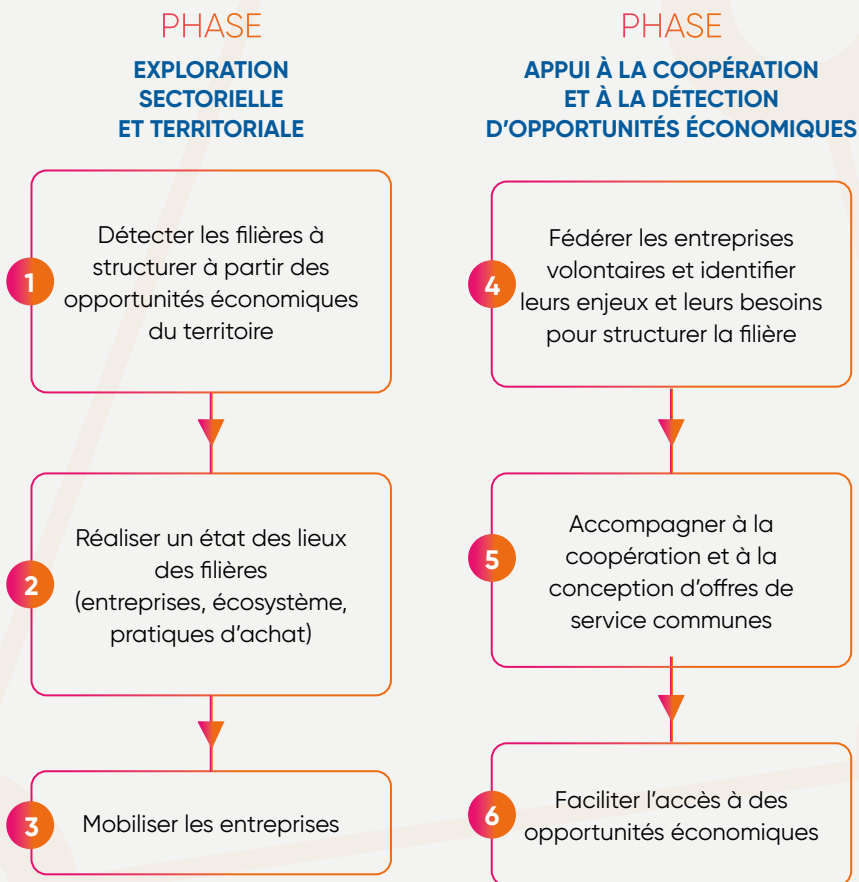 PHASE
EXPLORATION
SECTORIELLE
ET TERRITORIALE
1
Détecter les filières à
structurer à partir des
opportunités économiques
du territoire
2
Réaliser un état des lieux
des filières
(entreprises, écosystème,
pratiques d'achat)
3
Mobiliser les entreprises
PHASE
APPUI À LA COOPÉRATION
ET À LA DÉTECTION
D'OPPORTUNITÉS ÉCONOMIQUES
4
Fédérer les entreprises
volontaires et identifier
leurs enjeux et leurs besoins
pour structurer la filière
5
Accompagner à la
coopération et à la
conception d'offres de
service communes
6
Faciliter l'accès à des
opportunités économiques